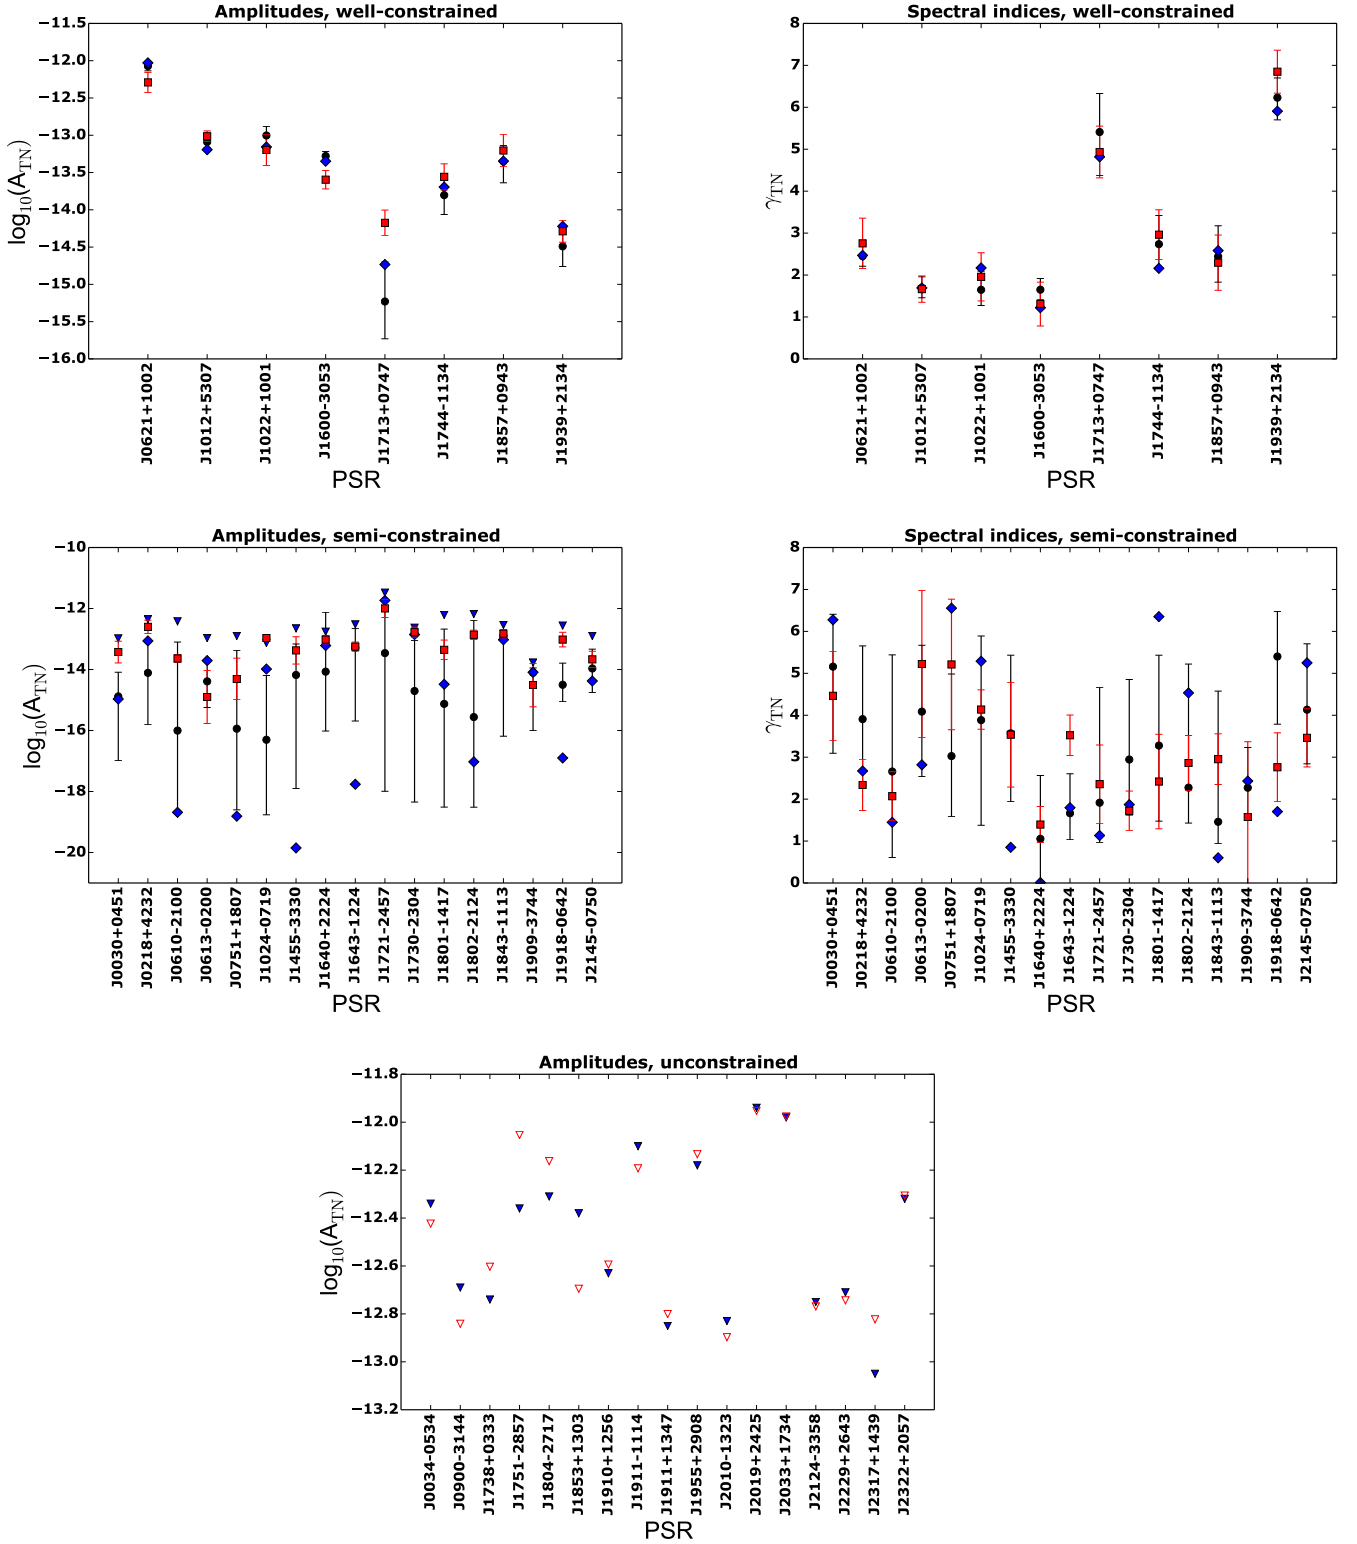 Amplitudes, well-constrained
−11.5
−12.0
−12.5
−13.0
−13.5
−14.0
−14.5
−15.0
−15.5
−16.0
log₁₀(A_TN)
J0621+1002
J1012+5307
J1022+1001
J1600-3053
J1713+0747
J1744-1134
J1857+0943
J1939+2134
PSR
Spectral indices, well-constrained
8
7
6
5
4
3
2
1
0
γ_TN
J0621+1002
J1012+5307
J1022+1001
J1600-3053
J1713+0747
J1744-1134
J1857+0943
J1939+2134
PSR
Amplitudes, semi-constrained
−10
−12
−14
−16
−18
−20
log₁₀(A_TN)
J0030+0451
J0218+4232
J0610-2100
J0613-0200
J0751+1807
J1024-0719
J1455-3330
J1640+2224
J1643-1224
J1721-2457
J1730-2304
J1801-1417
J1802-2124
J1843-1113
J1909-3744
J1918-0642
J2145-0750
PSR
Spectral indices, semi-constrained
8
7
6
5
4
3
2
1
0
γ_TN
J0030+0451
J0218+4232
J0610-2100
J0613-0200
J0751+1807
J1024-0719
J1455-3330
J1640+2224
J1643-1224
J1721-2457
J1730-2304
J1801-1417
J1802-2124
J1843-1113
J1909-3744
J1918-0642
J2145-0750
PSR
Amplitudes, unconstrained
−11.8
−12.0
−12.2
−12.4
−12.6
−12.8
−13.0
−13.2
log₁₀(A_TN)
J0034-0534
J0900-3144
J1738+0333
J1751-2857
J1804-2717
J1853+1303
J1910+1256
J1911-1114
J1911+1347
J1955+2908
J2010-1323
J2019+2425
J2033+1734
J2124-3358
J2229+2643
J2317+1439
J2322+2057
PSR